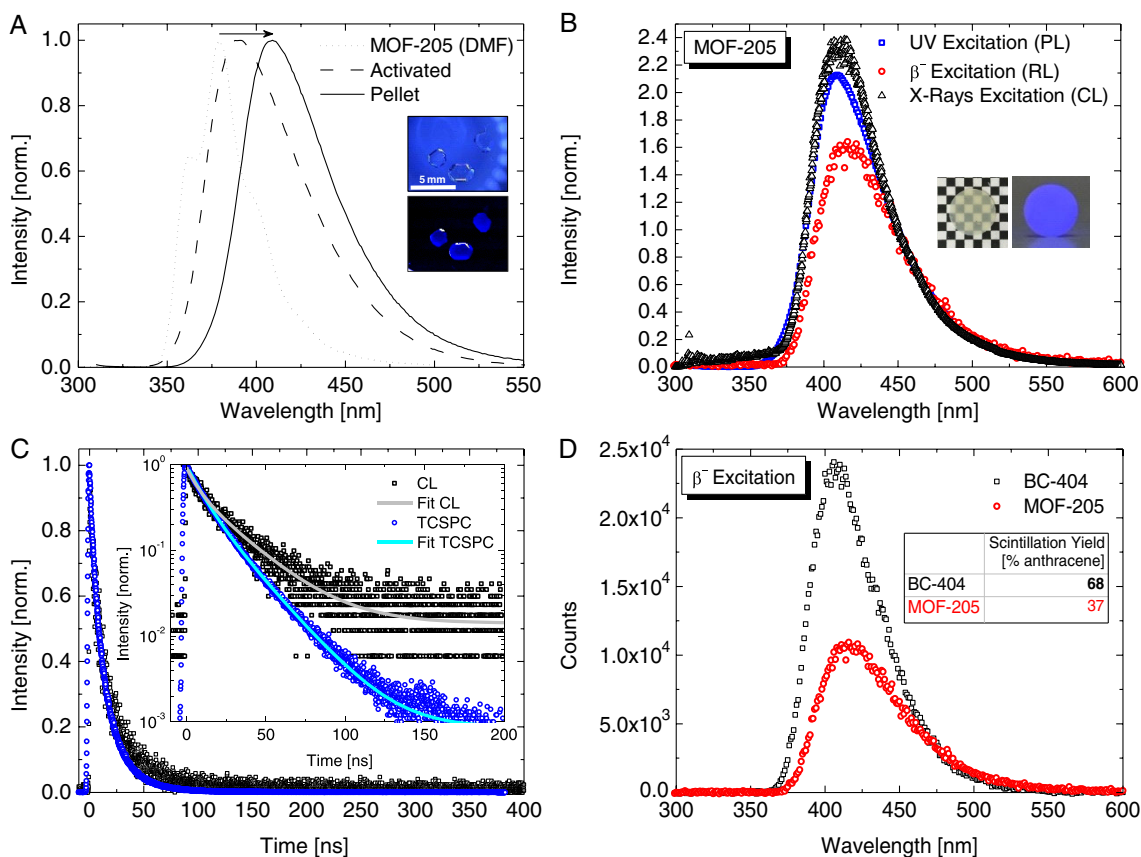 A
MOF-205 (DMF)
Activated
Pellet
5 mm
Intensity [norm.]
1.0
0.8
0.6
0.4
0.2
0.0
300 350 400 450 500 550
Wavelength [nm]
B
MOF-205
UV Excitation (PL)
β⁻ Excitation (RL)
X-Rays Excitation (CL)
Intensity [norm.]
2.4
2.2
2.0
1.8
1.6
1.4
1.2
1.0
0.8
0.6
0.4
0.2
0.0
300 350 400 450 500 550 600
Wavelength [nm]
C
Intensity [norm.]
1.0
0.8
0.6
0.4
0.2
0.0
0 50 100 150 200 250 300 350 400
Time [ns]
CL
Fit CL
TCSPC
Fit TCSPC
Intensity [norm.]
10⁰
10⁻¹
10⁻²
10⁻³
0 50 100 150 200
Time [ns]
D
β⁻ Excitation
BC-404
MOF-205
Scintillation Yield
[% anthracene]
BC-404 68
MOF-205 37
Counts
2.5x10⁴
2.0x10⁴
1.5x10⁴
1.0x10⁴
5.0x10³
0.0
300 350 400 450 500 550 600
Wavelength [nm]